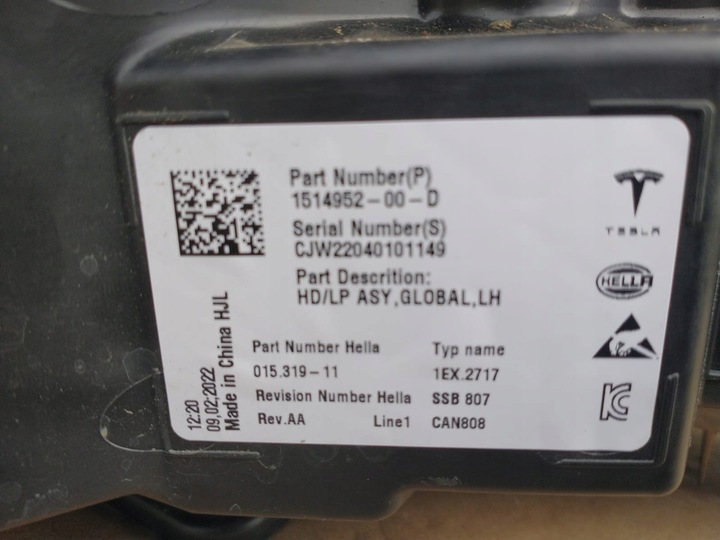 Part Number(P)
1514952-00-D
Serial Number(S)
CJW22040101149
Part Descrition:
HD/LP ASY,GLOBAL,LH
TESLA
HELLA
Part Number Hella Typ name
015.319-11 1EX.2717
Revision Number Hella SSB 807
Rev.AA Line1 CAN808
12:20
09,02;2022
Made in China HJL